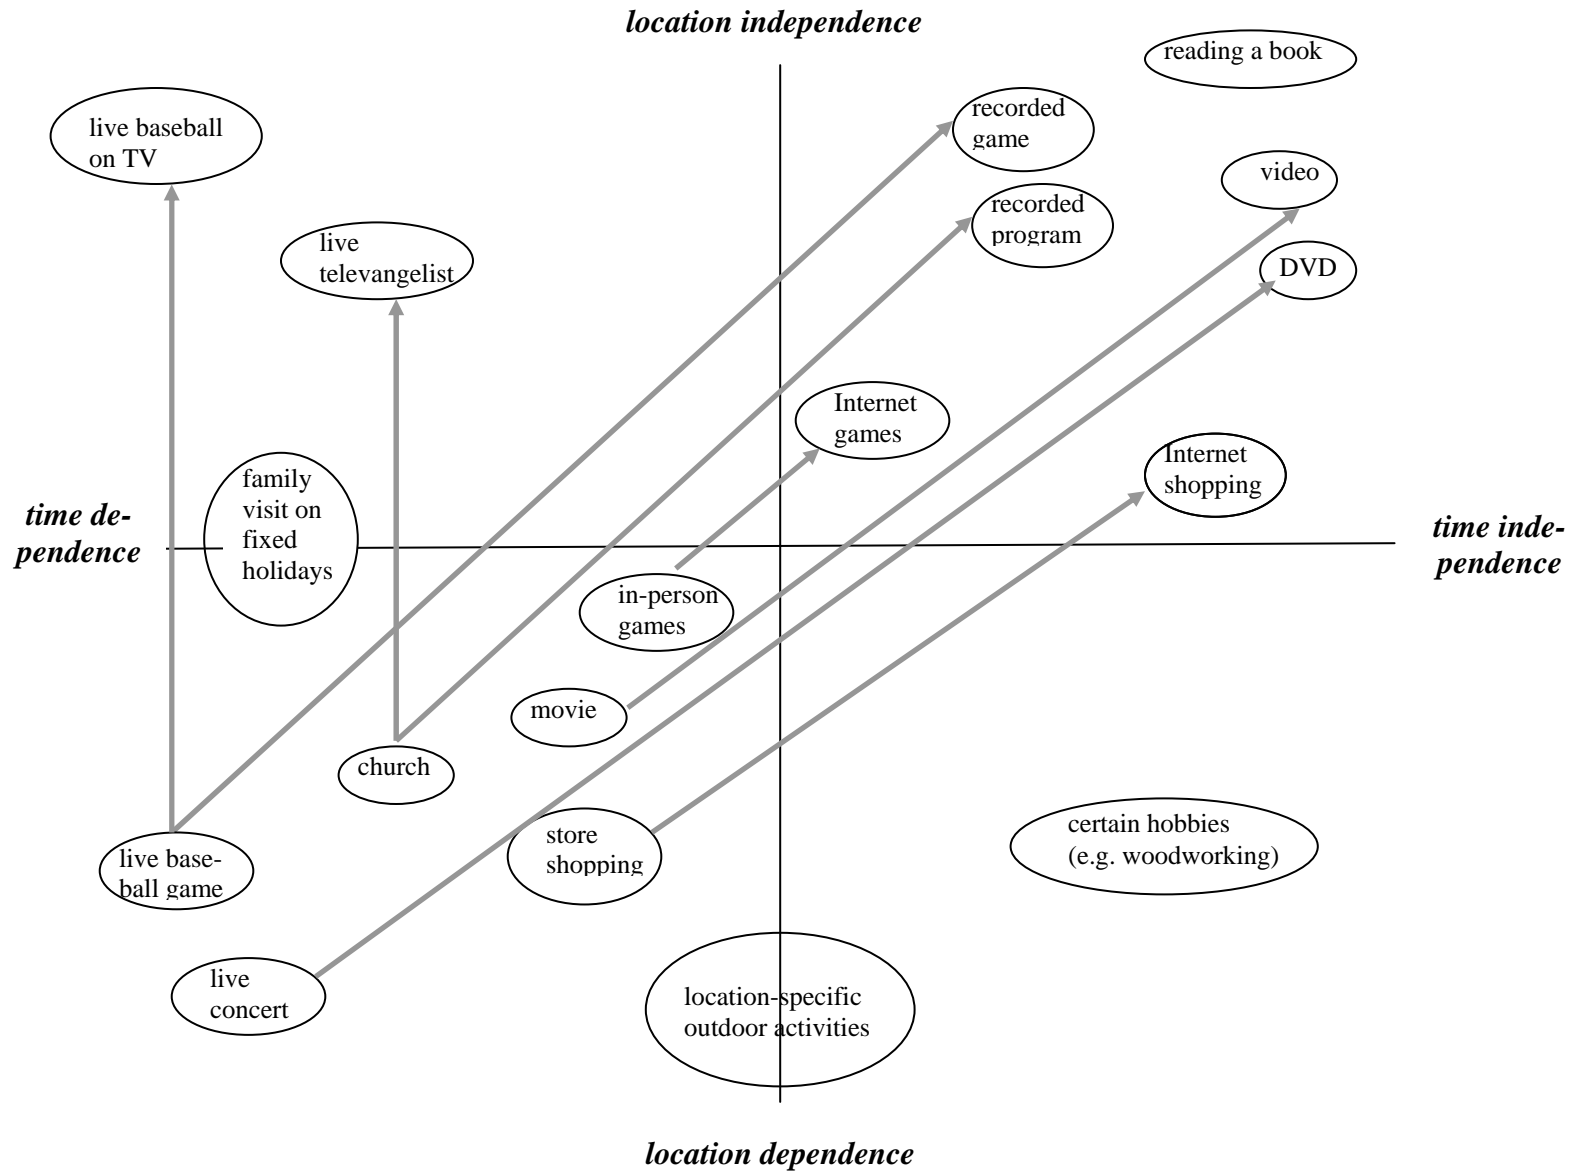 location independence
reading a book
recorded
game
live baseball
on TV
video
recorded
program
live
televangelist
DVD
Internet
games
Internet
shopping
family
visit on
fixed
holidays
time de-
pendence
time inde-
pendence
in-person
games
movie
church
store
shopping
certain hobbies
(e.g. woodworking)
live base-
ball game
live
concert
location-specific
outdoor activities
location dependence